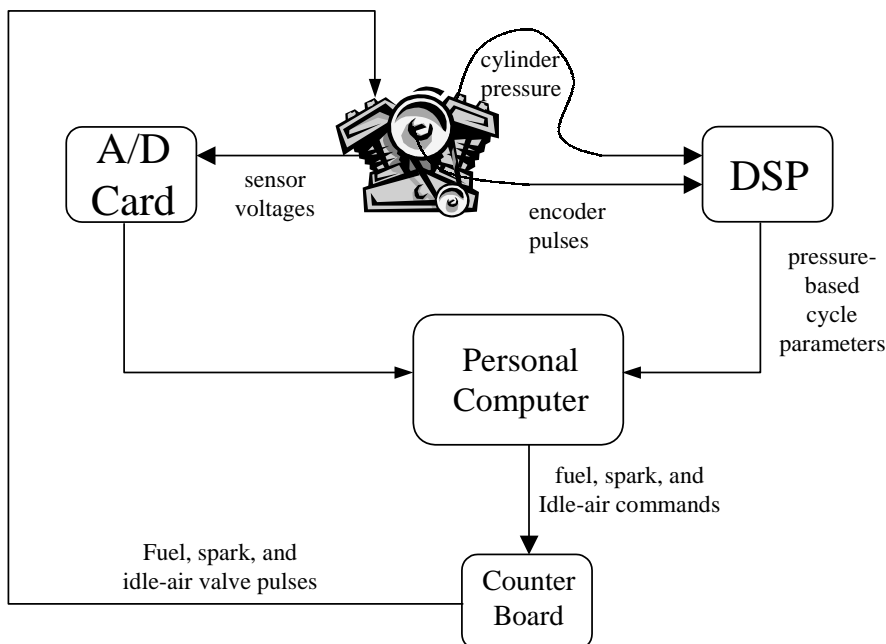 cylinder
pressure
A/D
Card
sensor
voltages
DSP
encoder
pulses
pressure-
based
cycle
parameters
Personal
Computer
fuel, spark, and
Idle-air commands
Fuel, spark, and
idle-air valve pulses
Counter
Board